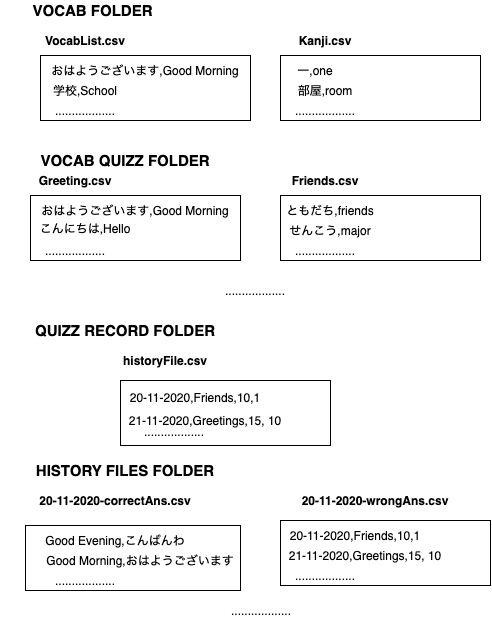 VOCAB FOLDER
VocabList.csv
おはようございます,Good Morning
学校,School
..................
Kanji.csv
一,one
部屋,room
..................
VOCAB QUIZZ FOLDER
Greeting.csv
おはようございます,Good Morning
こんにちは,Hello
..................
Friends.csv
ともだち,friends
せんこう,major
..................
..................
QUIZZ RECORD FOLDER
historyFile.csv
20-11-2020,Friends,10,1
21-11-2020,Greetings,15, 10
..................
HISTORY FILES FOLDER
20-11-2020-correctAns.csv
Good Evening,こんばんわ
Good Morning,おはようございます
..................
20-11-2020-wrongAns.csv
20-11-2020,Friends,10,1
21-11-2020,Greetings,15, 10
..................
..................